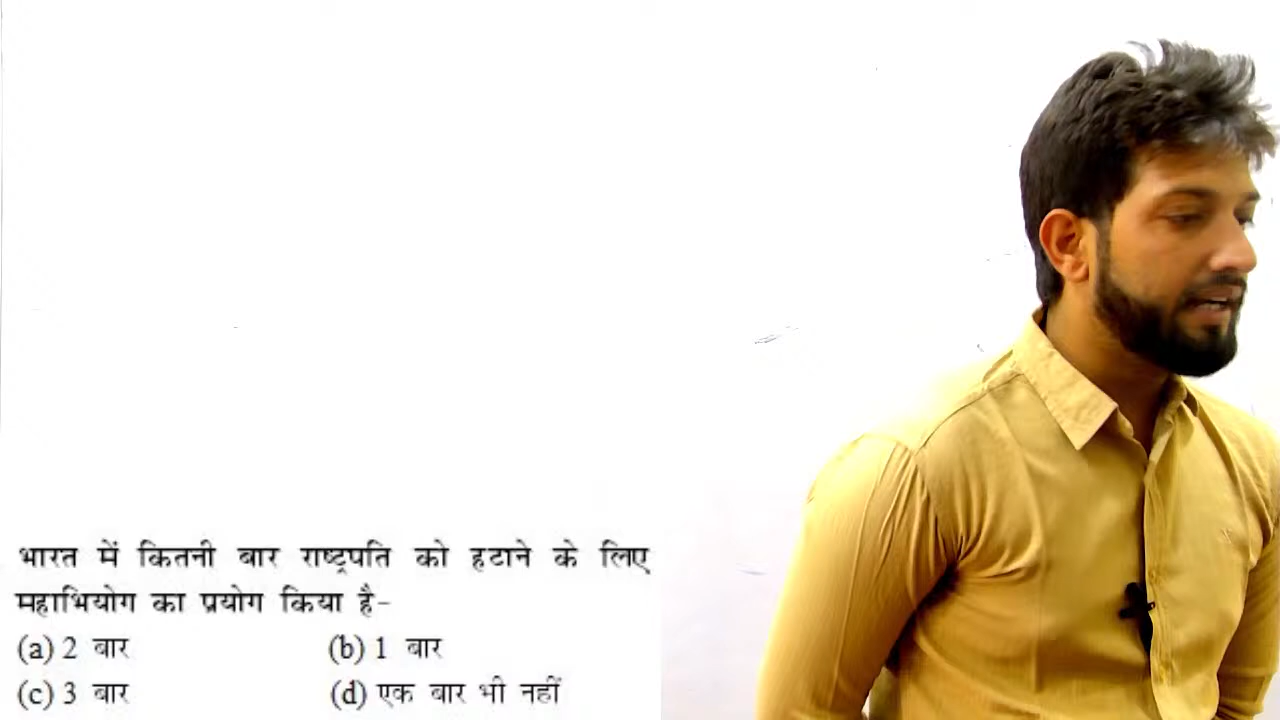 भारत में कितनी बार राष्ट्रपति को हटाने के लिए
महाभियोग का प्रयोग किया है-
(a) 2 बार (b) 1 बार
(c) 3 बार (d) एक बार भी नहीं